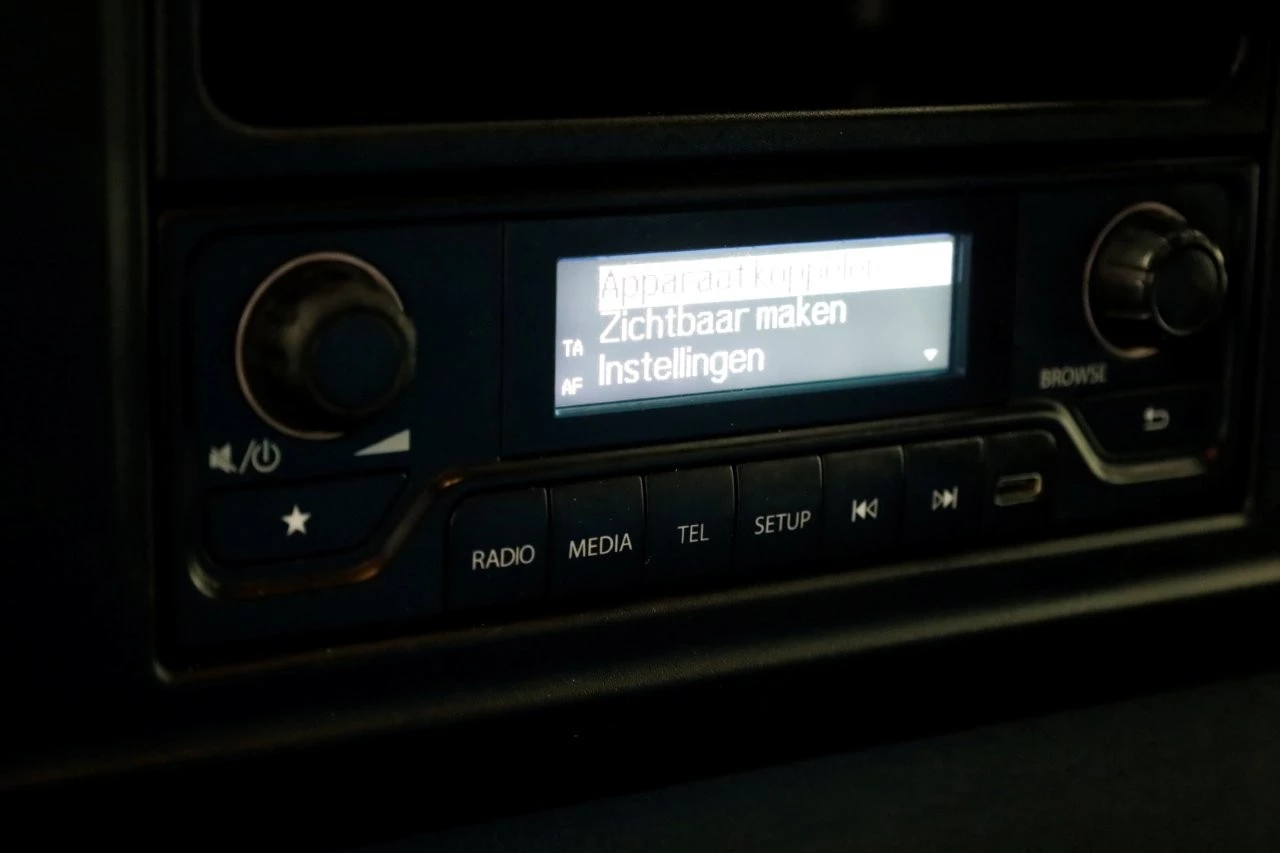 Apparaat koppelen
Zichtbaar maken
TA
Instellingen
AF
BROWSE
RADIO
MEDIA
TEL
SETUP